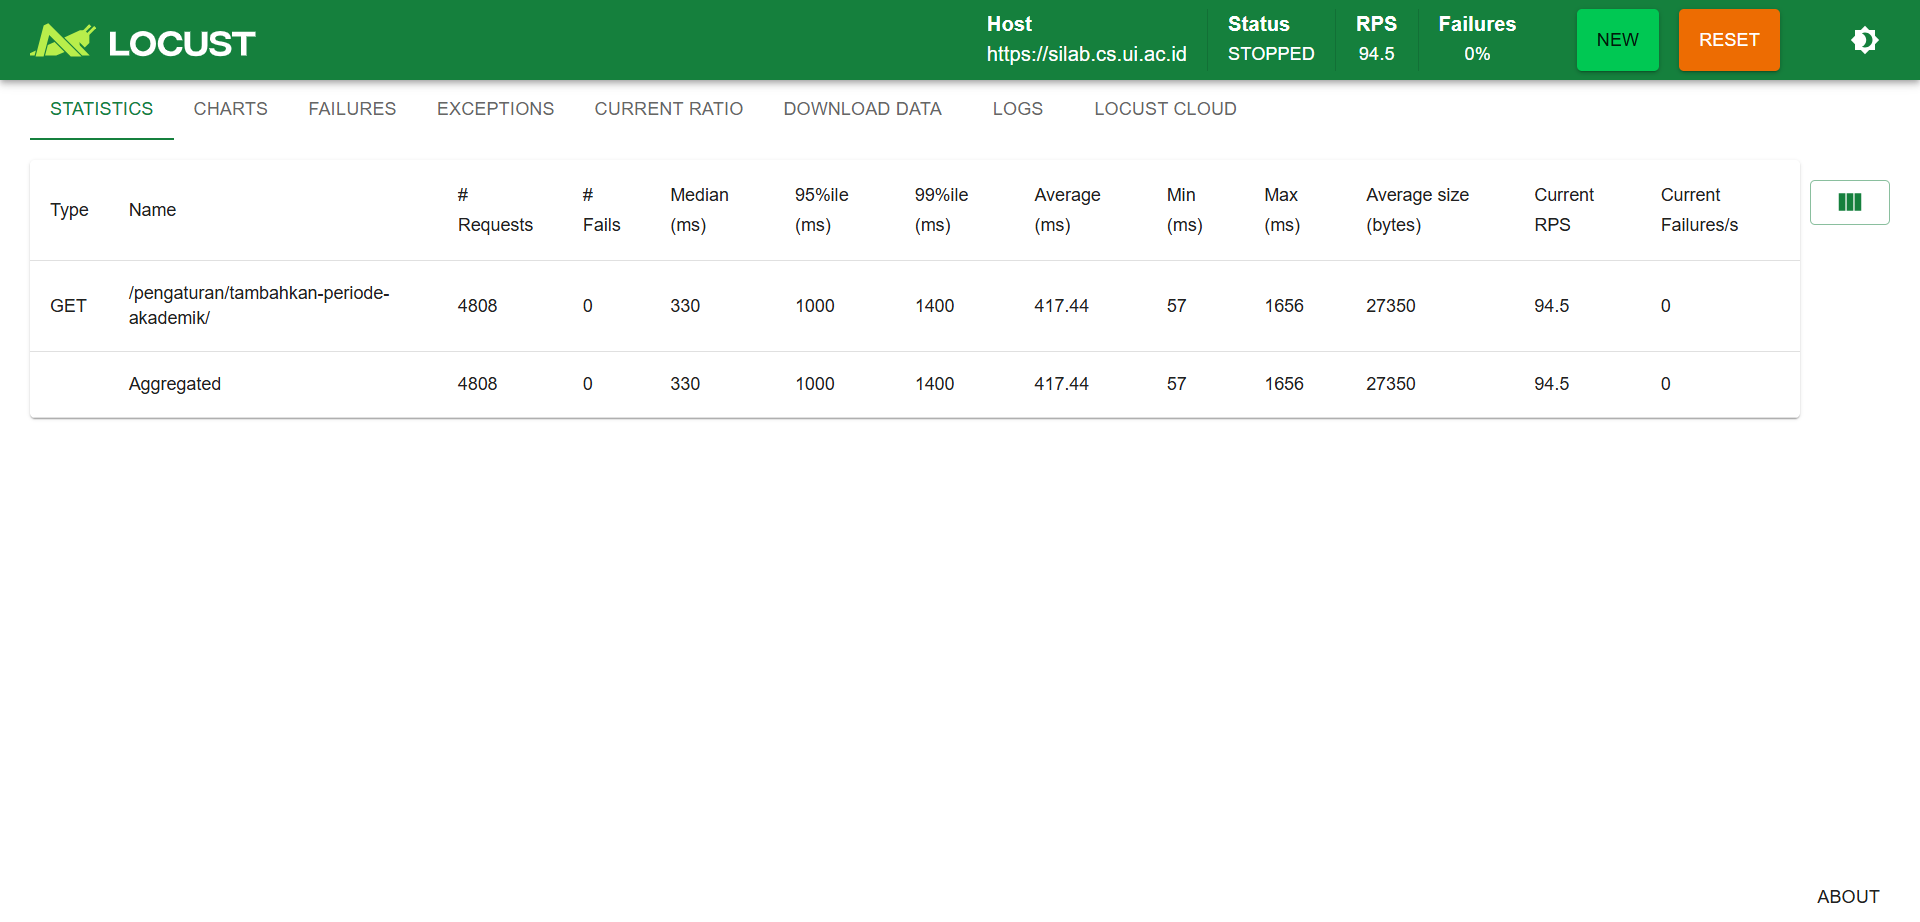 LOCUST
Host
https://silab.cs.ui.ac.id
Status
STOPPED
RPS
94.5
Failures
0%
NEW
RESET
STATISTICS CHARTS FAILURES EXCEPTIONS CURRENT RATIO DOWNLOAD DATA LOGS LOCUST CLOUD
Type Name # Requests # Fails Median (ms) 95%ile (ms) 99%ile (ms) Average (ms) Min (ms) Max (ms) Average size (bytes) Current RPS Current Failures/s
GET /pengaturan/tambahkan-periode-akademik/ 4808 0 330 1000 1400 417.44 57 1656 27350 94.5 0
Aggregated 4808 0 330 1000 1400 417.44 57 1656 27350 94.5 0
ABOUT